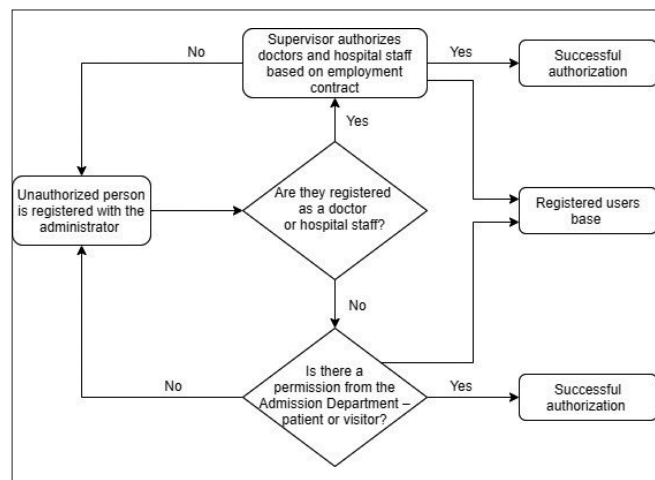 No
Supervisor authorizes
doctors and hospital staff
based on employment
contract
Yes
Successful
authorization
Yes
Unauthorized person
is registered with the
administrator
Are they registered
as a doctor
or hospital staff?
Registered users
base
No
No
Is there a
permission from the
Admission Department –
patient or visitor?
Yes
Successful
authorization